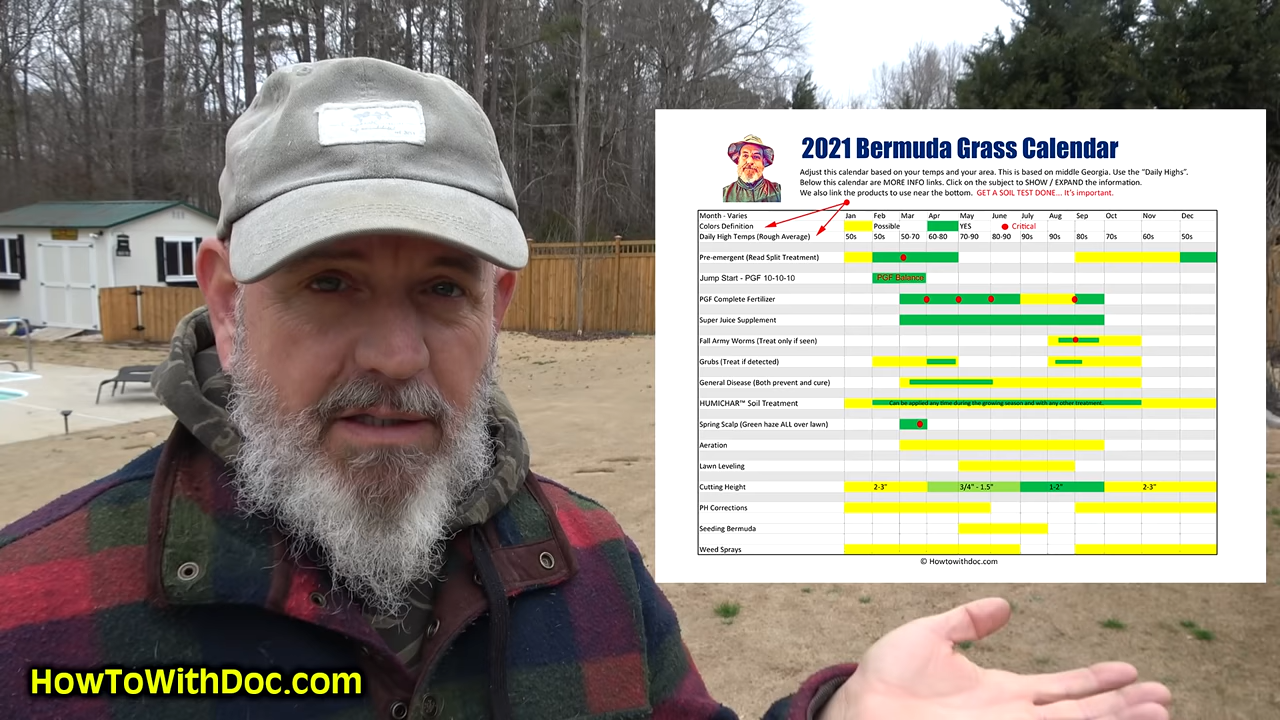 2021 Bermuda Grass Calendar
Adjust this calendar based on your temps and your area. This is based on middle Georgia. Use the "Daily Highs".
Below this calendar are MORE INFO links. Click on the subject to SHOW / EXPAND the information.
We also link the products to use near the bottom. GET A SOIL TEST DONE... It's important.
Month - Varies Jan Feb Mar Apr May June July Aug Sep Oct Nov Dec
Colors Definition Possible YES Critical
Daily High Temps (Rough Average) 50s 50s 50-70 60-80 70-90 80-90 90s 90s 80s 70s 60s 50s
Pre-emergent (Read Split Treatment)
Jump Start - PGF 10-10-10 PGF Balance
PGF Complete Fertilizer
Super Juice Supplement
Fall Army Worms (Treat only if seen)
Grubs (Treat if detected)
General Disease (Both prevent and cure)
HUMICHAR™ Soil Treatment Can be applied any time during the growing season and with any other treatment.
Spring Scalp (Green haze ALL over lawn)
Aeration
Lawn Leveling
Cutting Height 2-3" 3/4" - 1.5" 1-2" 2-3"
PH Corrections
Seeding Bermuda
Weed Sprays
© Howtowithdoc.com
HowToWithDoc.com